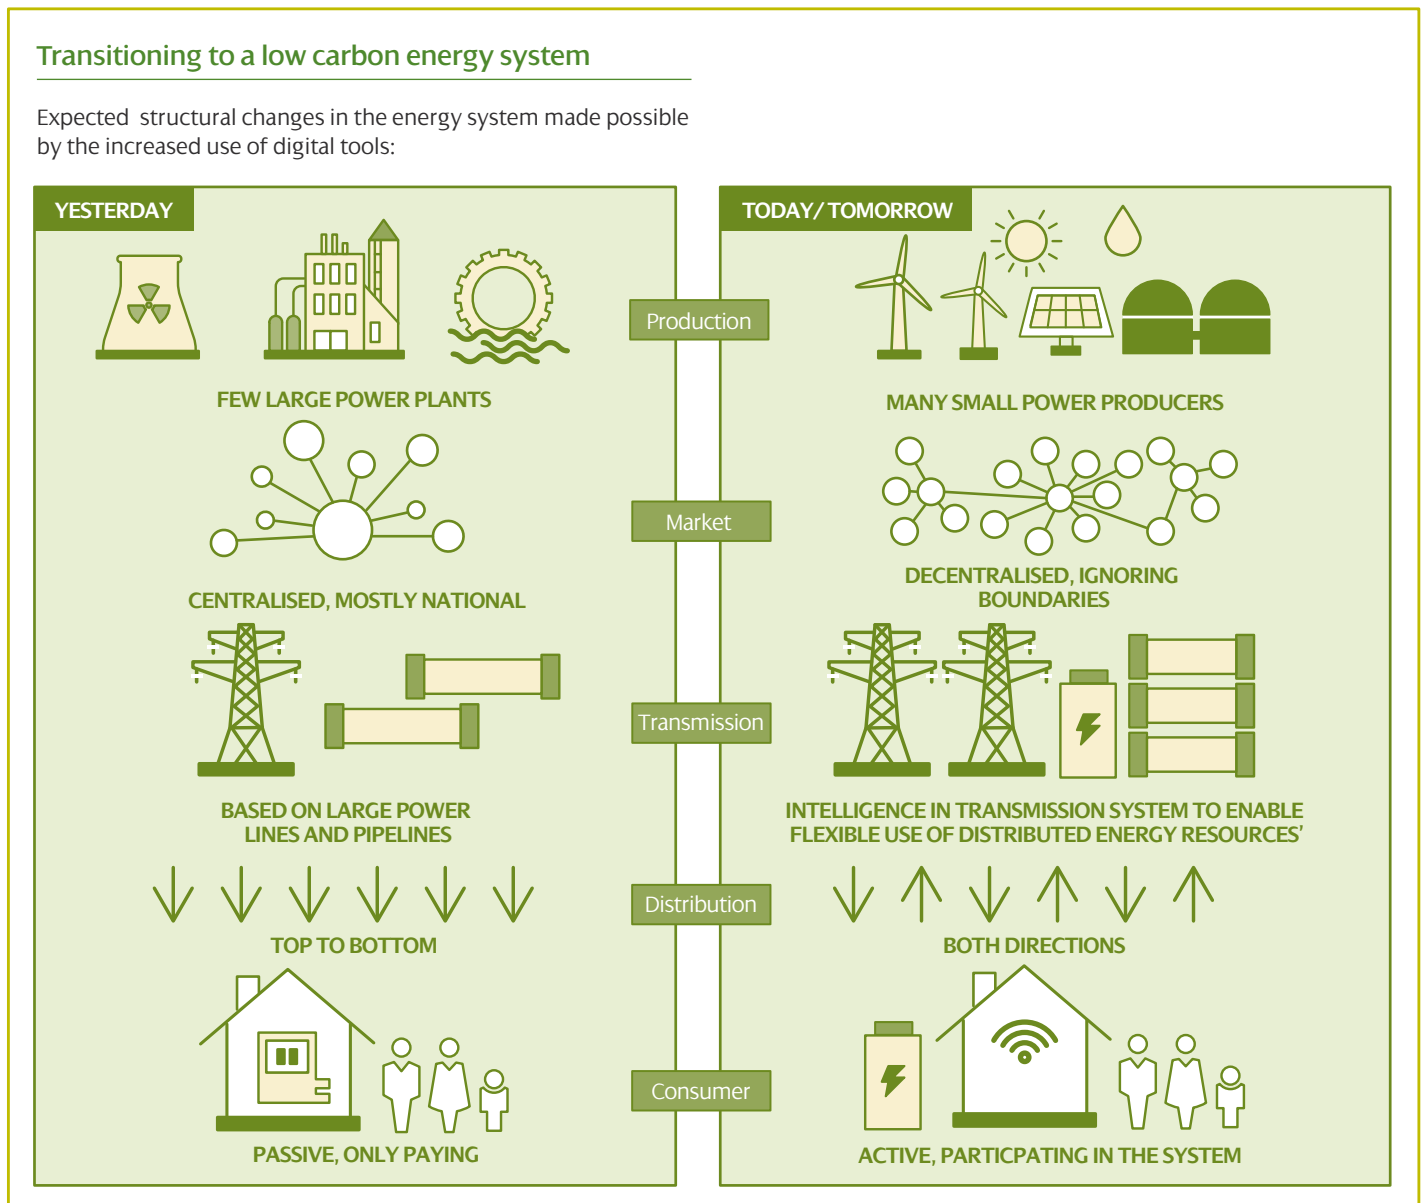 Transitioning to a low carbon energy system
Expected structural changes in the energy system made possible
by the increased use of digital tools:
YESTERDAY
TODAY/ TOMORROW
Production
FEW LARGE POWER PLANTS
MANY SMALL POWER PRODUCERS
Market
CENTRALISED, MOSTLY NATIONAL
DECENTRALISED, IGNORING
BOUNDARIES
Transmission
BASED ON LARGE POWER
LINES AND PIPELINES
INTELLIGENCE IN TRANSMISSION SYSTEM TO ENABLE
FLEXIBLE USE OF DISTRIBUTED ENERGY RESOURCES’
Distribution
TOP TO BOTTOM
BOTH DIRECTIONS
Consumer
PASSIVE, ONLY PAYING
ACTIVE, PARTICPATING IN THE SYSTEM